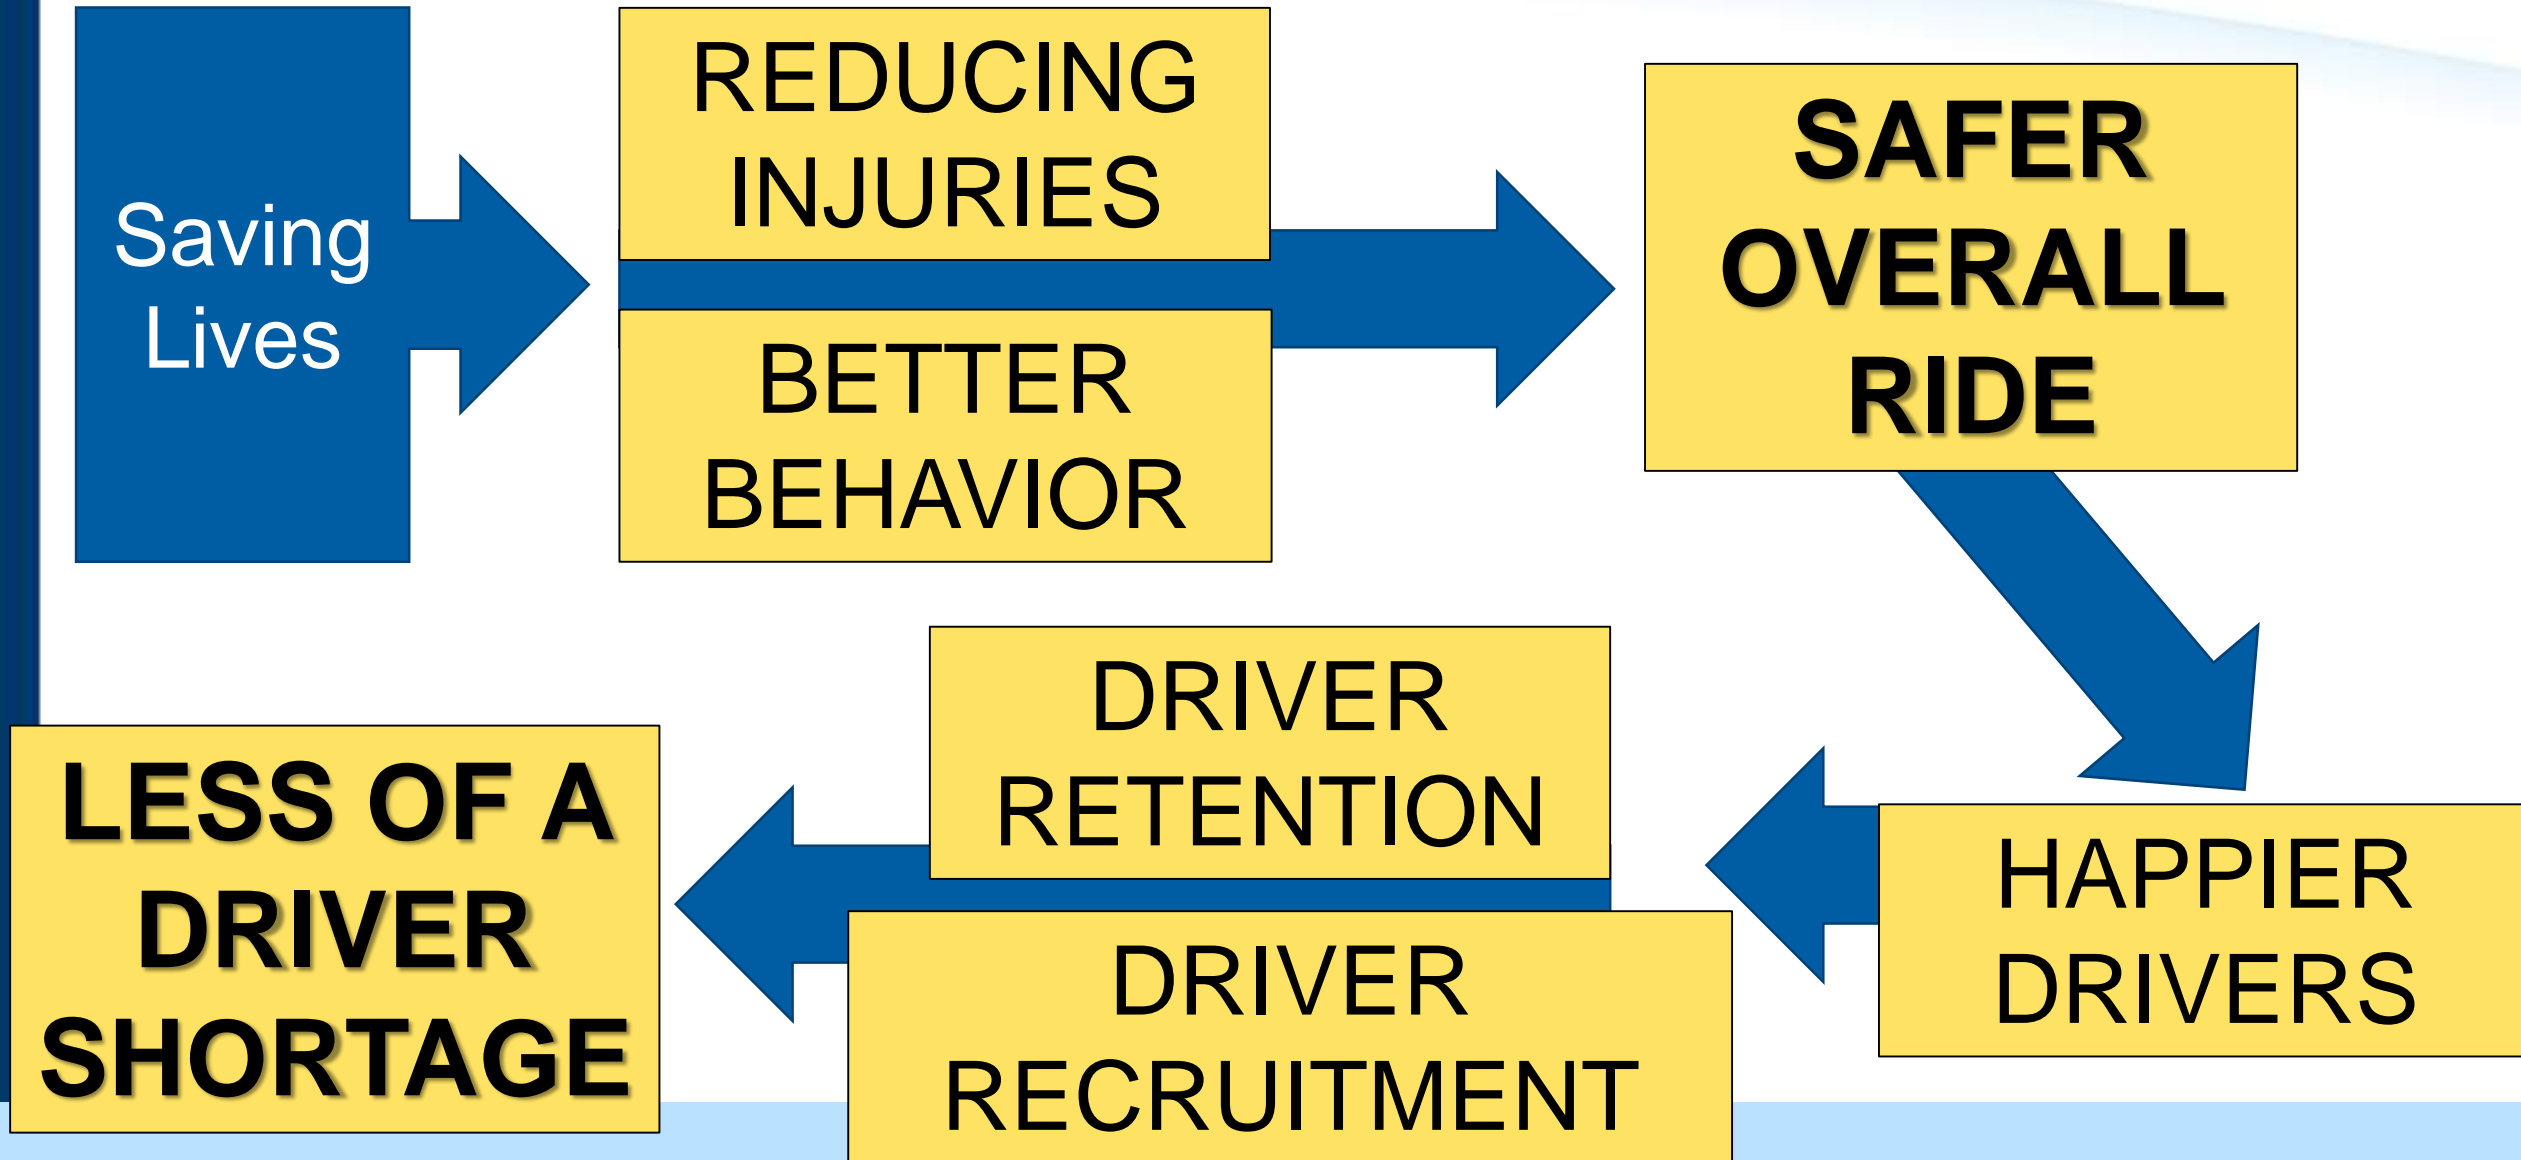 Saving
Lives
REDUCING
INJURIES
BETTER
BEHAVIOR
SAFER
OVERALL
RIDE
HAPPIER
DRIVERS
DRIVER
RETENTION
DRIVER
RECRUITMENT
LESS OF A
DRIVER
SHORTAGE